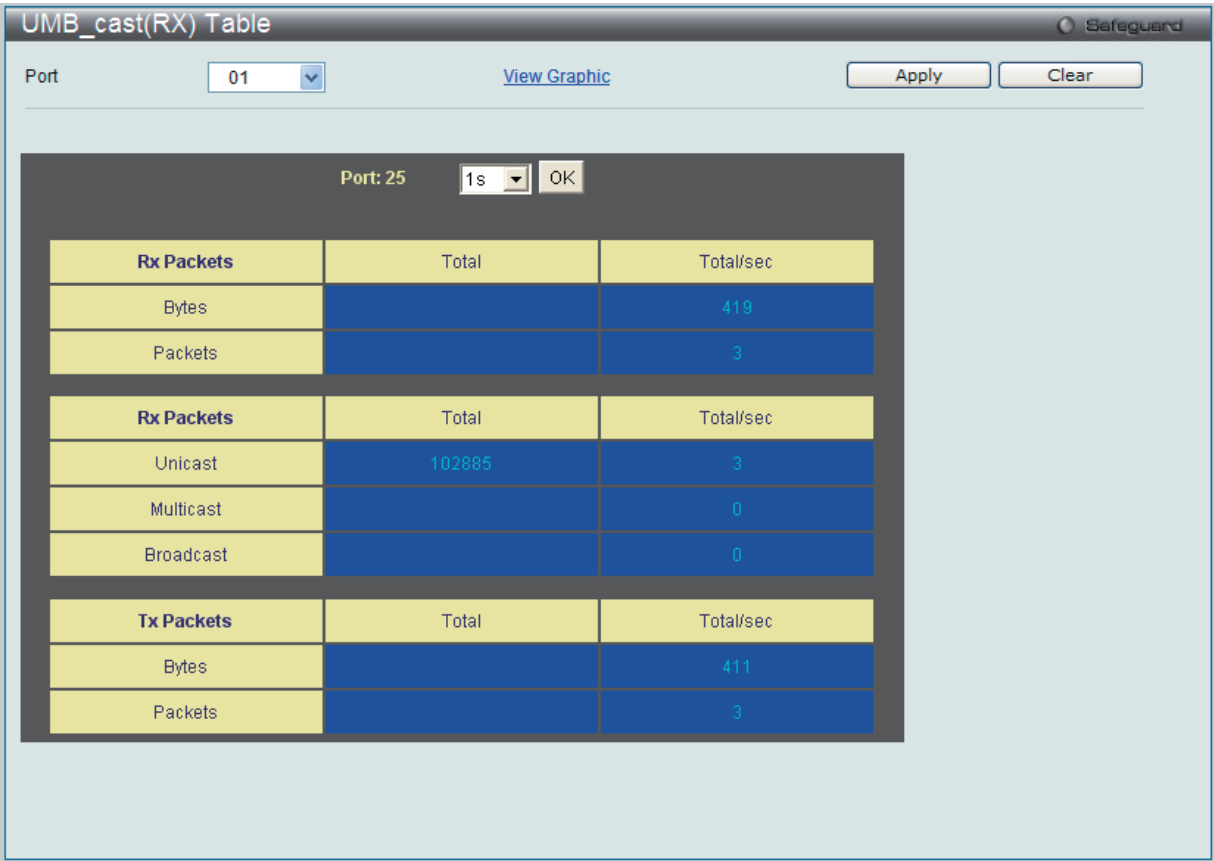 UMB_cast(RX) Table Safeguard
Port 01 View Graphic Apply Clear
Port: 25 1s OK
Rx Packets Total Total/sec
Bytes 419
Packets 3
Rx Packets Total Total/sec
Unicast 102885 3
Multicast 0
Broadcast 0
Tx Packets Total Total/sec
Bytes 411
Packets 3